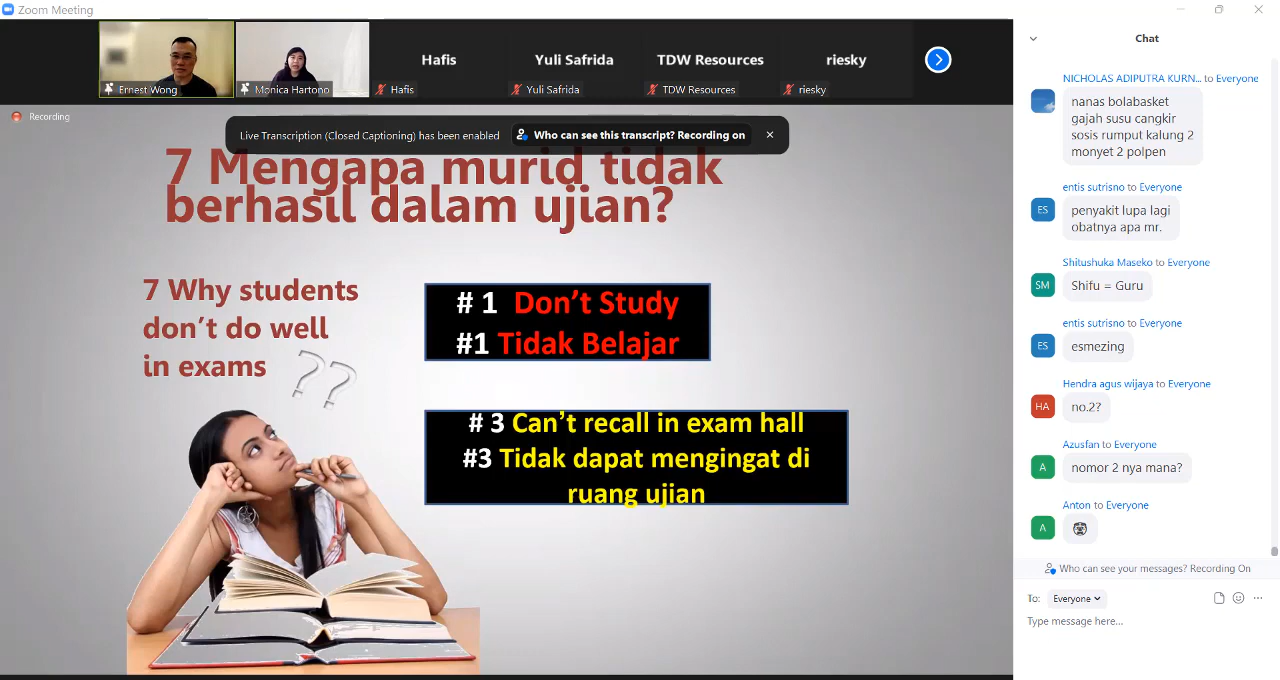 Zoom Meeting
Ernest Wong
Monica Hartono
Hafis
Hafis
Yuli Safrida
Yuli Safrida
TDW Resources
TDW Resources
riesky
riesky
Recording
Live Transcription (Closed Captioning) has been enabled
Who can see this transcript? Recording on
7 Mengapa murid tidak
berhasil dalam ujian?
7 Why students
don't do well
in exams
??
# 1 Don't Study
#1 Tidak Belajar
# 3 Can't recall in exam hall
#3 Tidak dapat mengingat di
ruang ujian
Chat
NICHOLAS ADIPUTRA KURN... to Everyone
nanas bolabasket
gajah susu cangkir
sosis rumput kalung 2
monyet 2 polpen
entis sutrisno to Everyone
ES
penyakit lupa lagi
obatnya apa mr.
Shitushuka Maseko to Everyone
SM
Shifu = Guru
entis sutrisno to Everyone
ES
esmezing
Hendra agus wijaya to Everyone
HA
no.2?
Azusfan to Everyone
A
nomor 2 nya mana?
Anton to Everyone
A
Who can see your messages? Recording On
To: Everyone
Type message here...